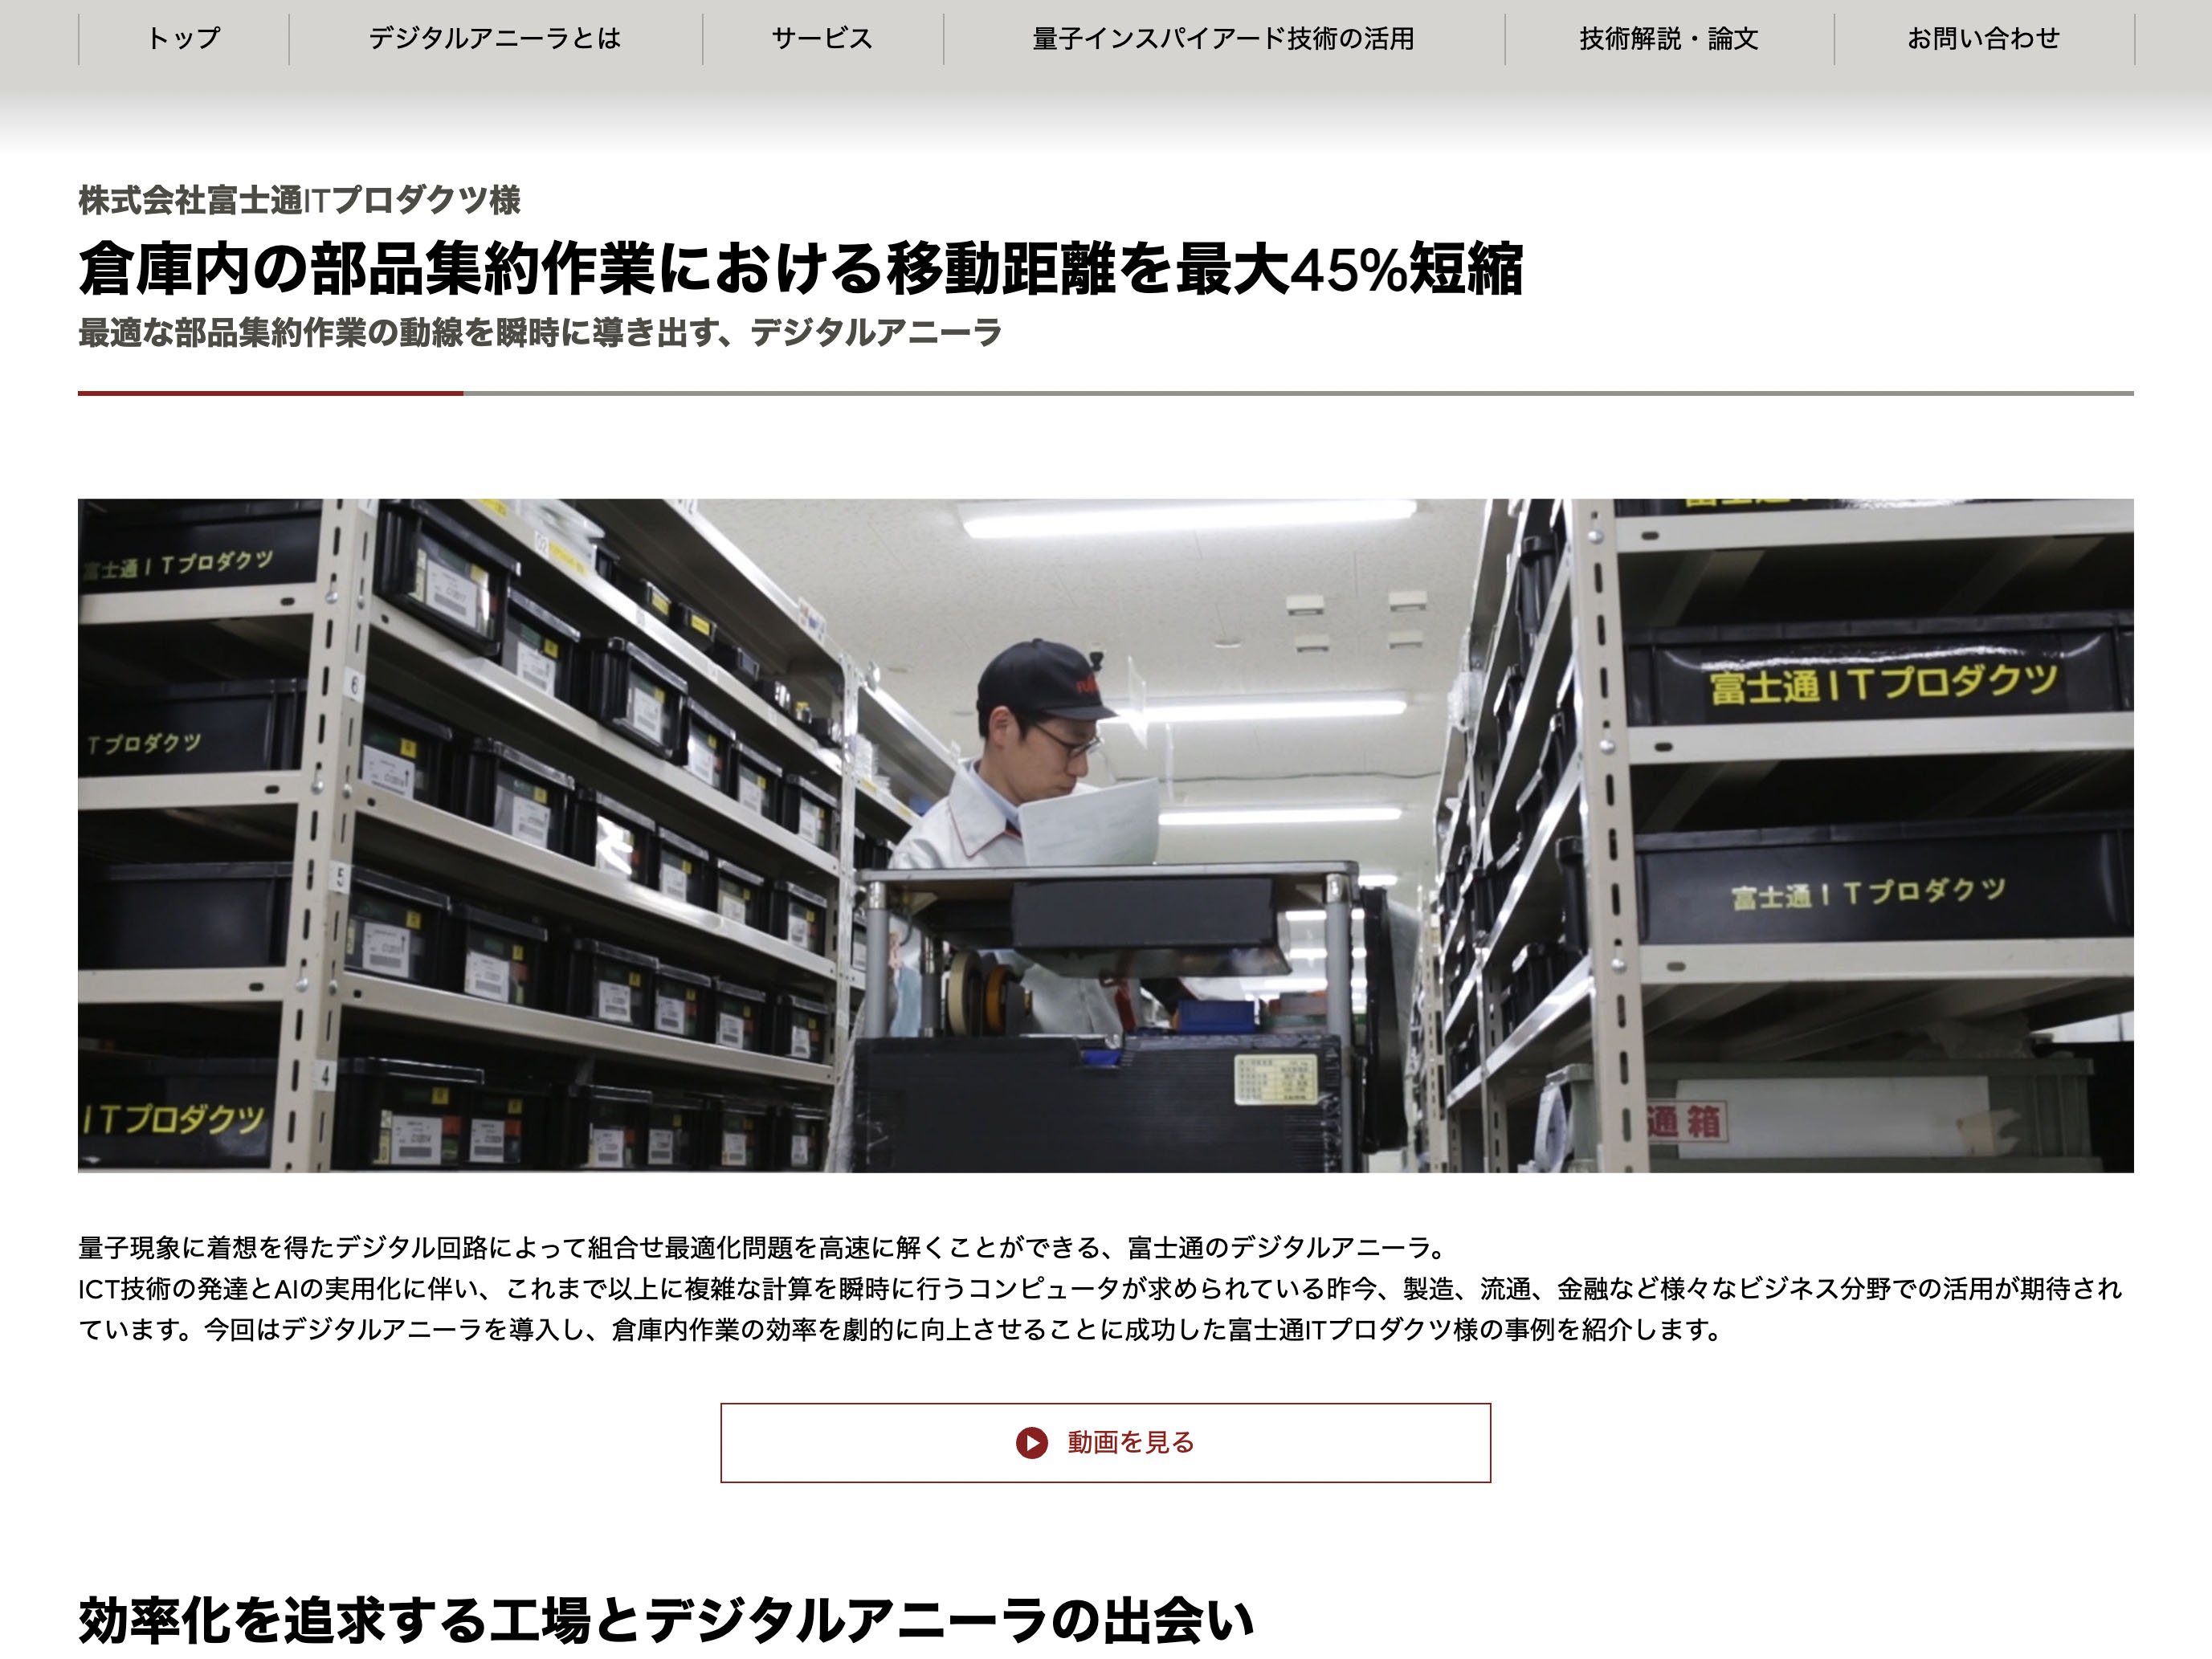 トップ
デジタルアニーラとは
サービス
量子インスパイアード技術の活用
技術解説・論文
お問い合わせ
株式会社富士通ITプロダクツ様
倉庫内の部品集約作業における移動距離を最大45%短縮
最適な部品集約作業の動線を瞬時に導き出す、デジタルアニーラ
富士通ITプロダクツ
富士通ITプロダクツ
6
Tプロダクツ
5
富士通ITプロダクツ
4
ITプロダクツ
通箱
量子現象に着想を得たデジタル回路によって組合せ最適化問題を高速に解くことができる、富士通のデジタルアニーラ。
ICT技術の発達とAIの実用化に伴い、これまで以上に複雑な計算を瞬時に行うコンピュータが求められている昨今、製造、流通、金融など様々なビジネス分野での活用が期待され
ています。今回はデジタルアニーラを導入し、倉庫内作業の効率を劇的に向上させることに成功した富士通ITプロダクツ様の事例を紹介します。
動画を見る
効率化を追求する工場とデジタルアニーラの出会い